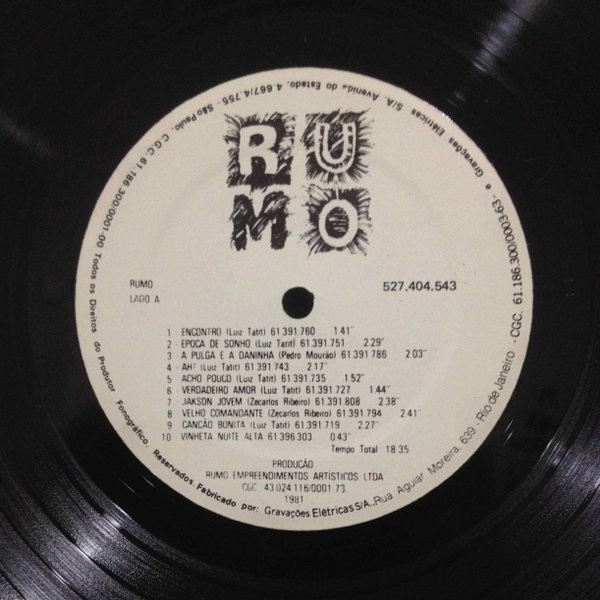 RU
MO
RUMO 527.404.543
LADO A
1 ENCONTRO (Luiz Tatit) 61 391.760 1 41"
2 - EPOCA DE SONHO (Luiz Tatit) 61 391.751 2.29"
3 A PULGA E A DANINHA (Pedro Mourão) 61 391 786 2 03"
4 - AH! (Luiz Tatit) 61.391.743 2.17"
5 ACHO POUCO (Luiz Tatit) 61 391.735 1 52"
6 - VERDADEIRO AMOR (Luiz Tatit) 61 391.727 1 44"
7 JAKSON JOVEM (Zecarlos Ribeiro) 61.391.808 2 38"
8 VELHO COMANDANTE (Zecarlos Ribeiro) 61 391.794 2 41"
9 CANCÃO BONITA (Luiz Tatit) 61.391.719 2.27"
10 VINHETA NOITE ALTA 61 396 303 0 43"
Tempo Total 18 35
PRODUCÃO
RUMO EMPREENDIMENTOS ARTÍSTICOS LTDA
CGC 43 024 116/0001 73
1981
Todos os Direitos do Produtor Fonográfico Reservados. Fabricado por: Gravações Elétricas S/A., Rua Aguiar Moreira, 639 - Rio de Janeiro - CGC. 61.186.300/0003-63 - e Gravações Elétricas S/A. Avenida do Estado, 4.667/4.755 - São Paulo. C.G.C. 61.186.300/0001-00